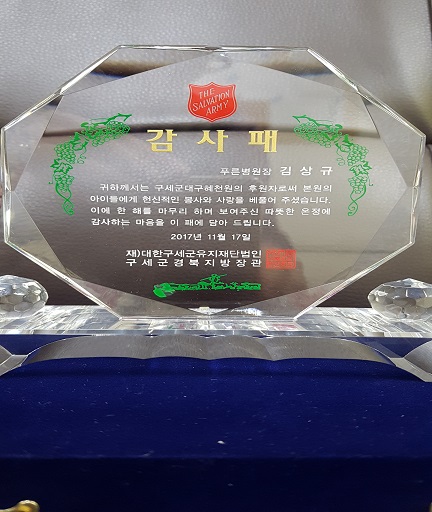 THE
SALVATION
ARMY
감사패
푸른병원장 김상규
귀하께서는 구세군대구혜천원의 후원자로써 본원의
아이들에게 헌신적인 봉사와 사랑을 베풀어 주셨습니다.
이에 한 해를 마무리 하며 보여주신 따뜻한 온정에
감사하는 마음을 이 패에 담아 드립니다.
2017년 11월 17일
재)대한구세군유지재단법인
구세군경북지방장관